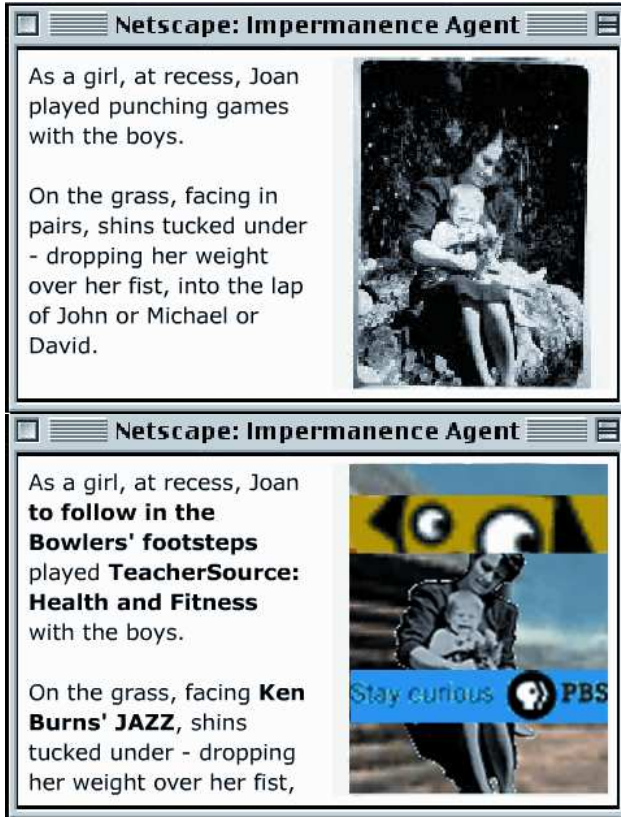 Netscape: Impermanence Agent
As a girl, at recess, Joan
played punching games
with the boys.
On the grass, facing in
pairs, shins tucked under
- dropping her weight
over her fist, into the lap
of John or Michael or
David.
Netscape: Impermanence Agent
As a girl, at recess, Joan
to follow in the
Bowlers' footsteps
played TeacherSource:
Health and Fitness
with the boys.
On the grass, facing Ken
Burns' JAZZ, shins
tucked under - dropping
her weight over her fist,
Stay curious PBS